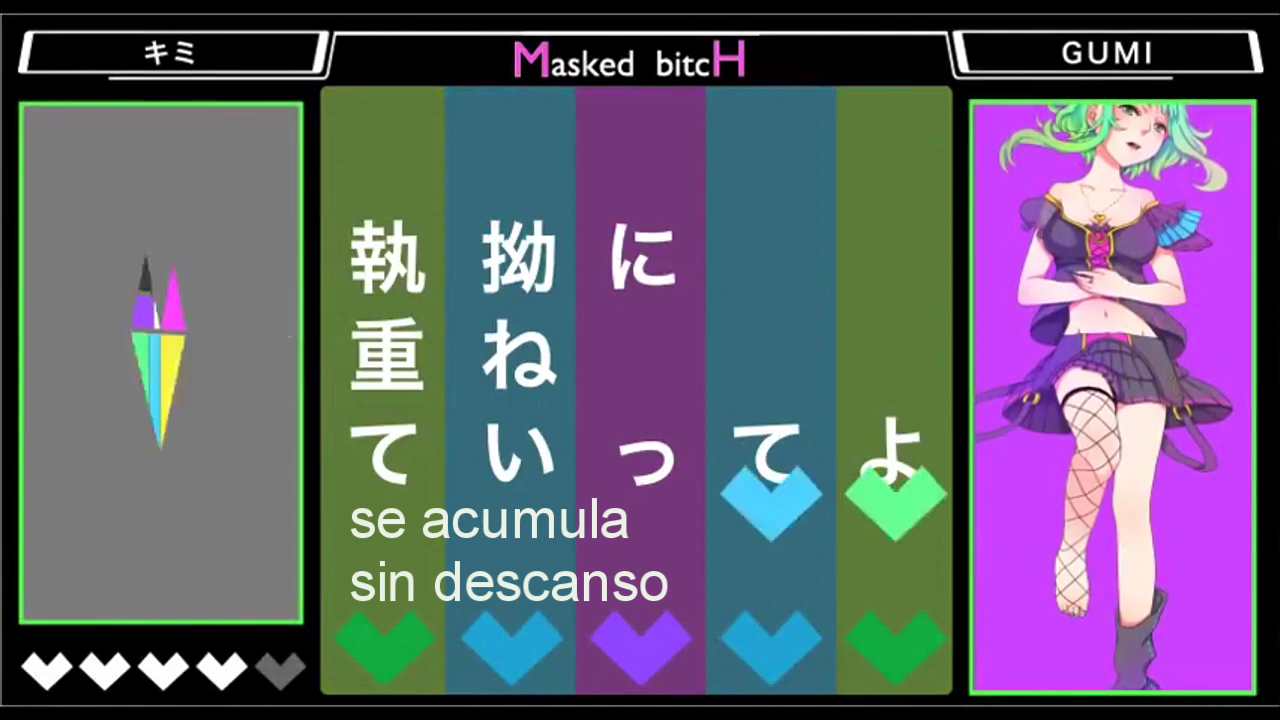 キミ
Masked bitcH
GUMI
執拗に
重ね
ていってよ
se acumula
sin descanso